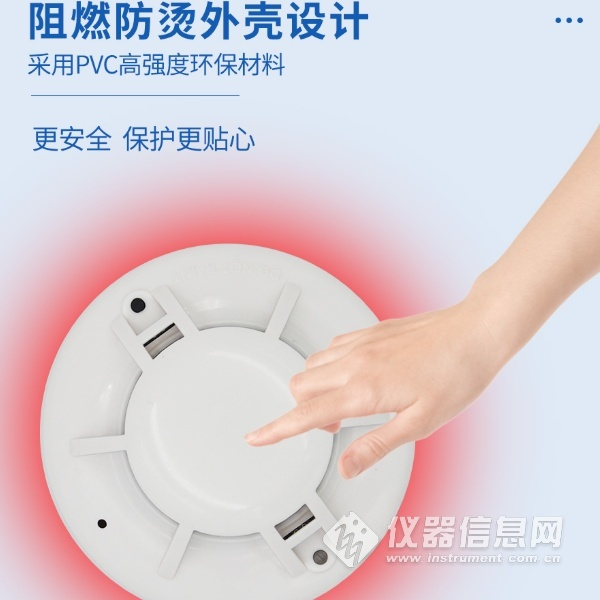 阻燃防烫外壳设计
采用PVC高强度环保材料
更安全 保护更贴心
仪器信息网
www.instrument.com.cn